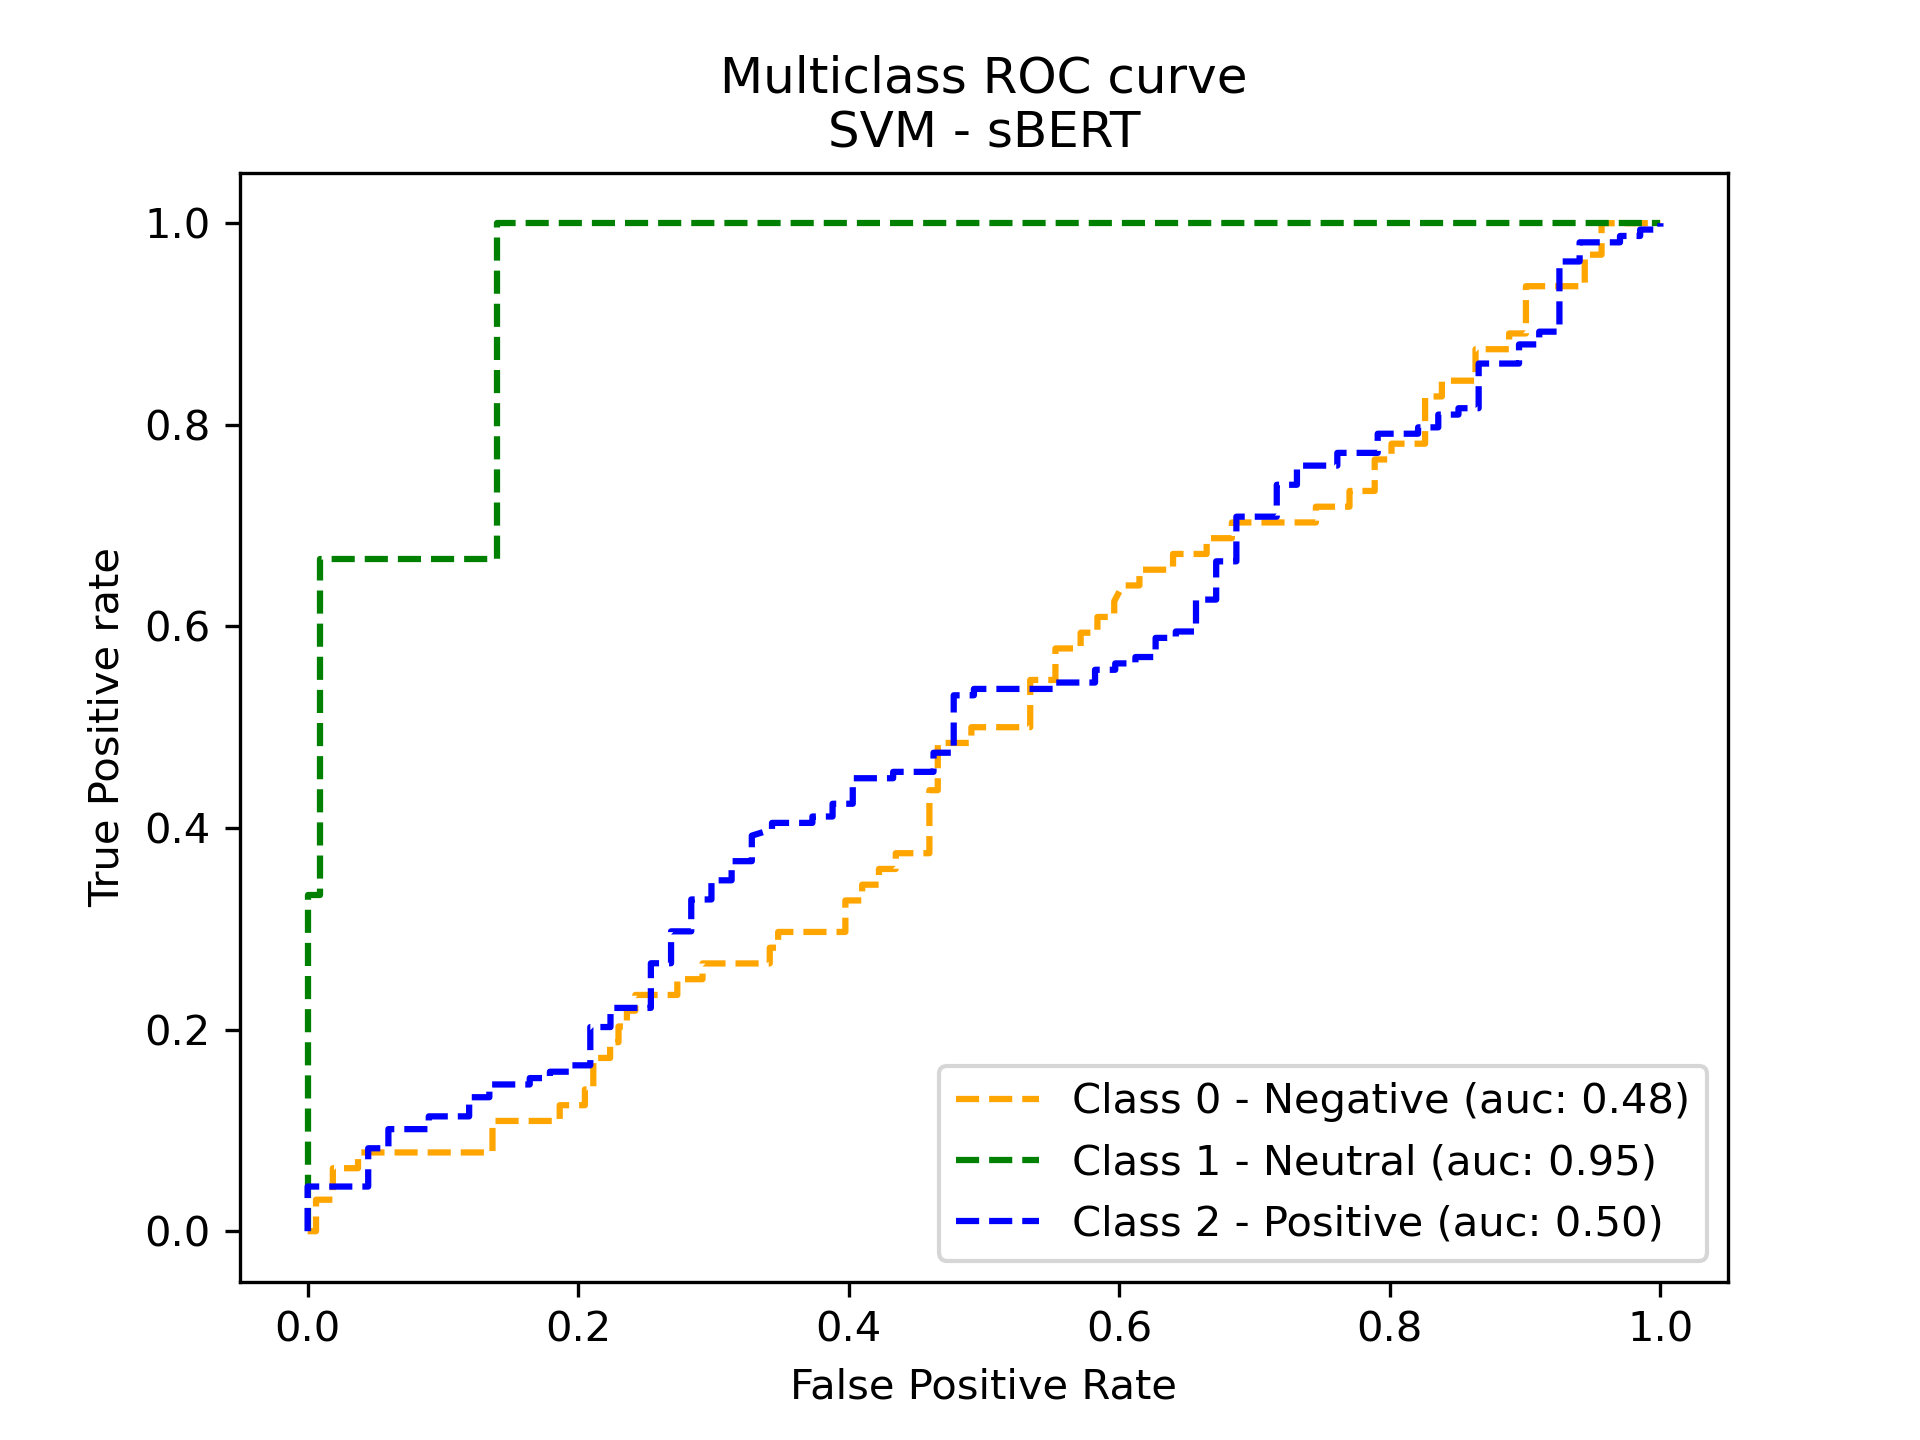 Multiclass ROC curve
SVM - sBERT
True Positive rate
1.0
0.8
0.6
0.4
0.2
0.0
Class 0 - Negative (auc: 0.48)
Class 1 - Neutral (auc: 0.95)
Class 2 - Positive (auc: 0.50)
0.0 0.2 0.4 0.6 0.8 1.0
False Positive Rate